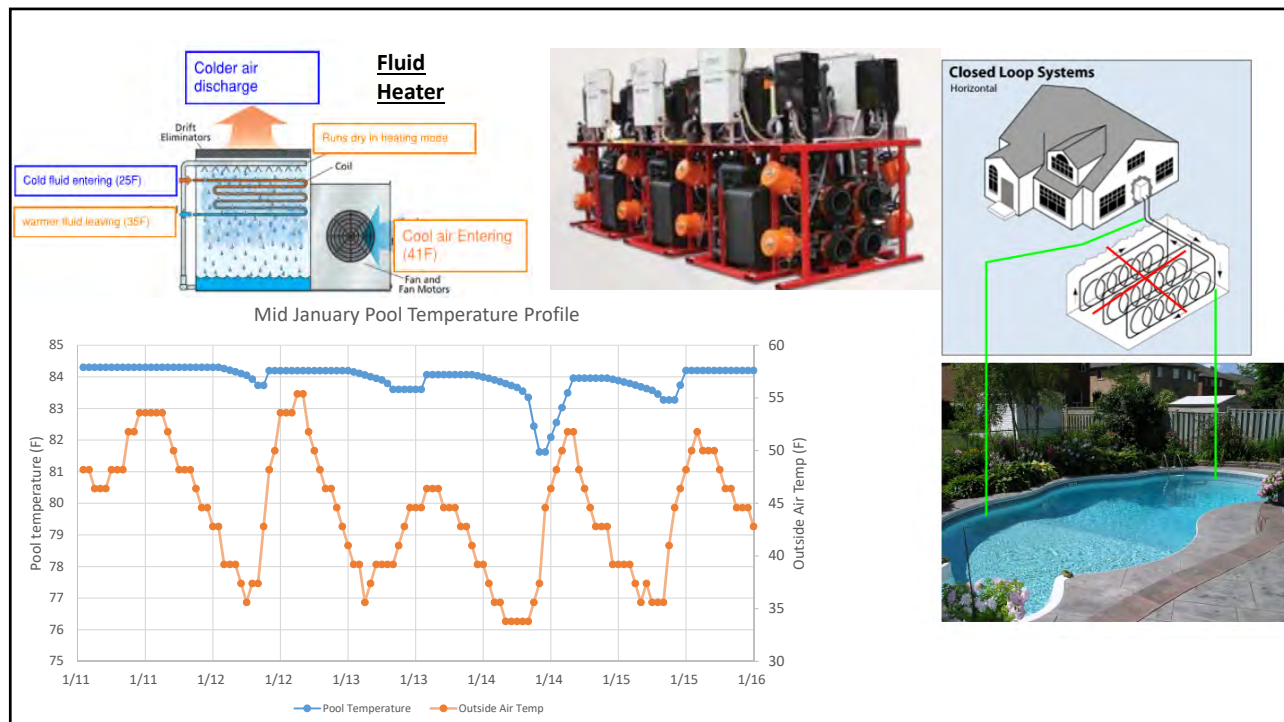 Fluid
Heater
Colder air
discharge
Drift
Eliminators
Runs dry in heating mode
Coil
Cold fluid entering (25F)
warmer fluid leaving (35F)
Cool air Entering
(41F)
Fan and
Fan Motors
Closed Loop Systems
Horizontal
Mid January Pool Temperature Profile
Pool temperature (F)
85
84
83
82
81
80
79
78
77
76
75
60
55
50
45
40
35
30
Outside Air Temp (F)
1/11 1/11 1/12 1/12 1/13 1/13 1/14 1/14 1/15 1/15 1/16
Pool Temperature Outside Air Temp